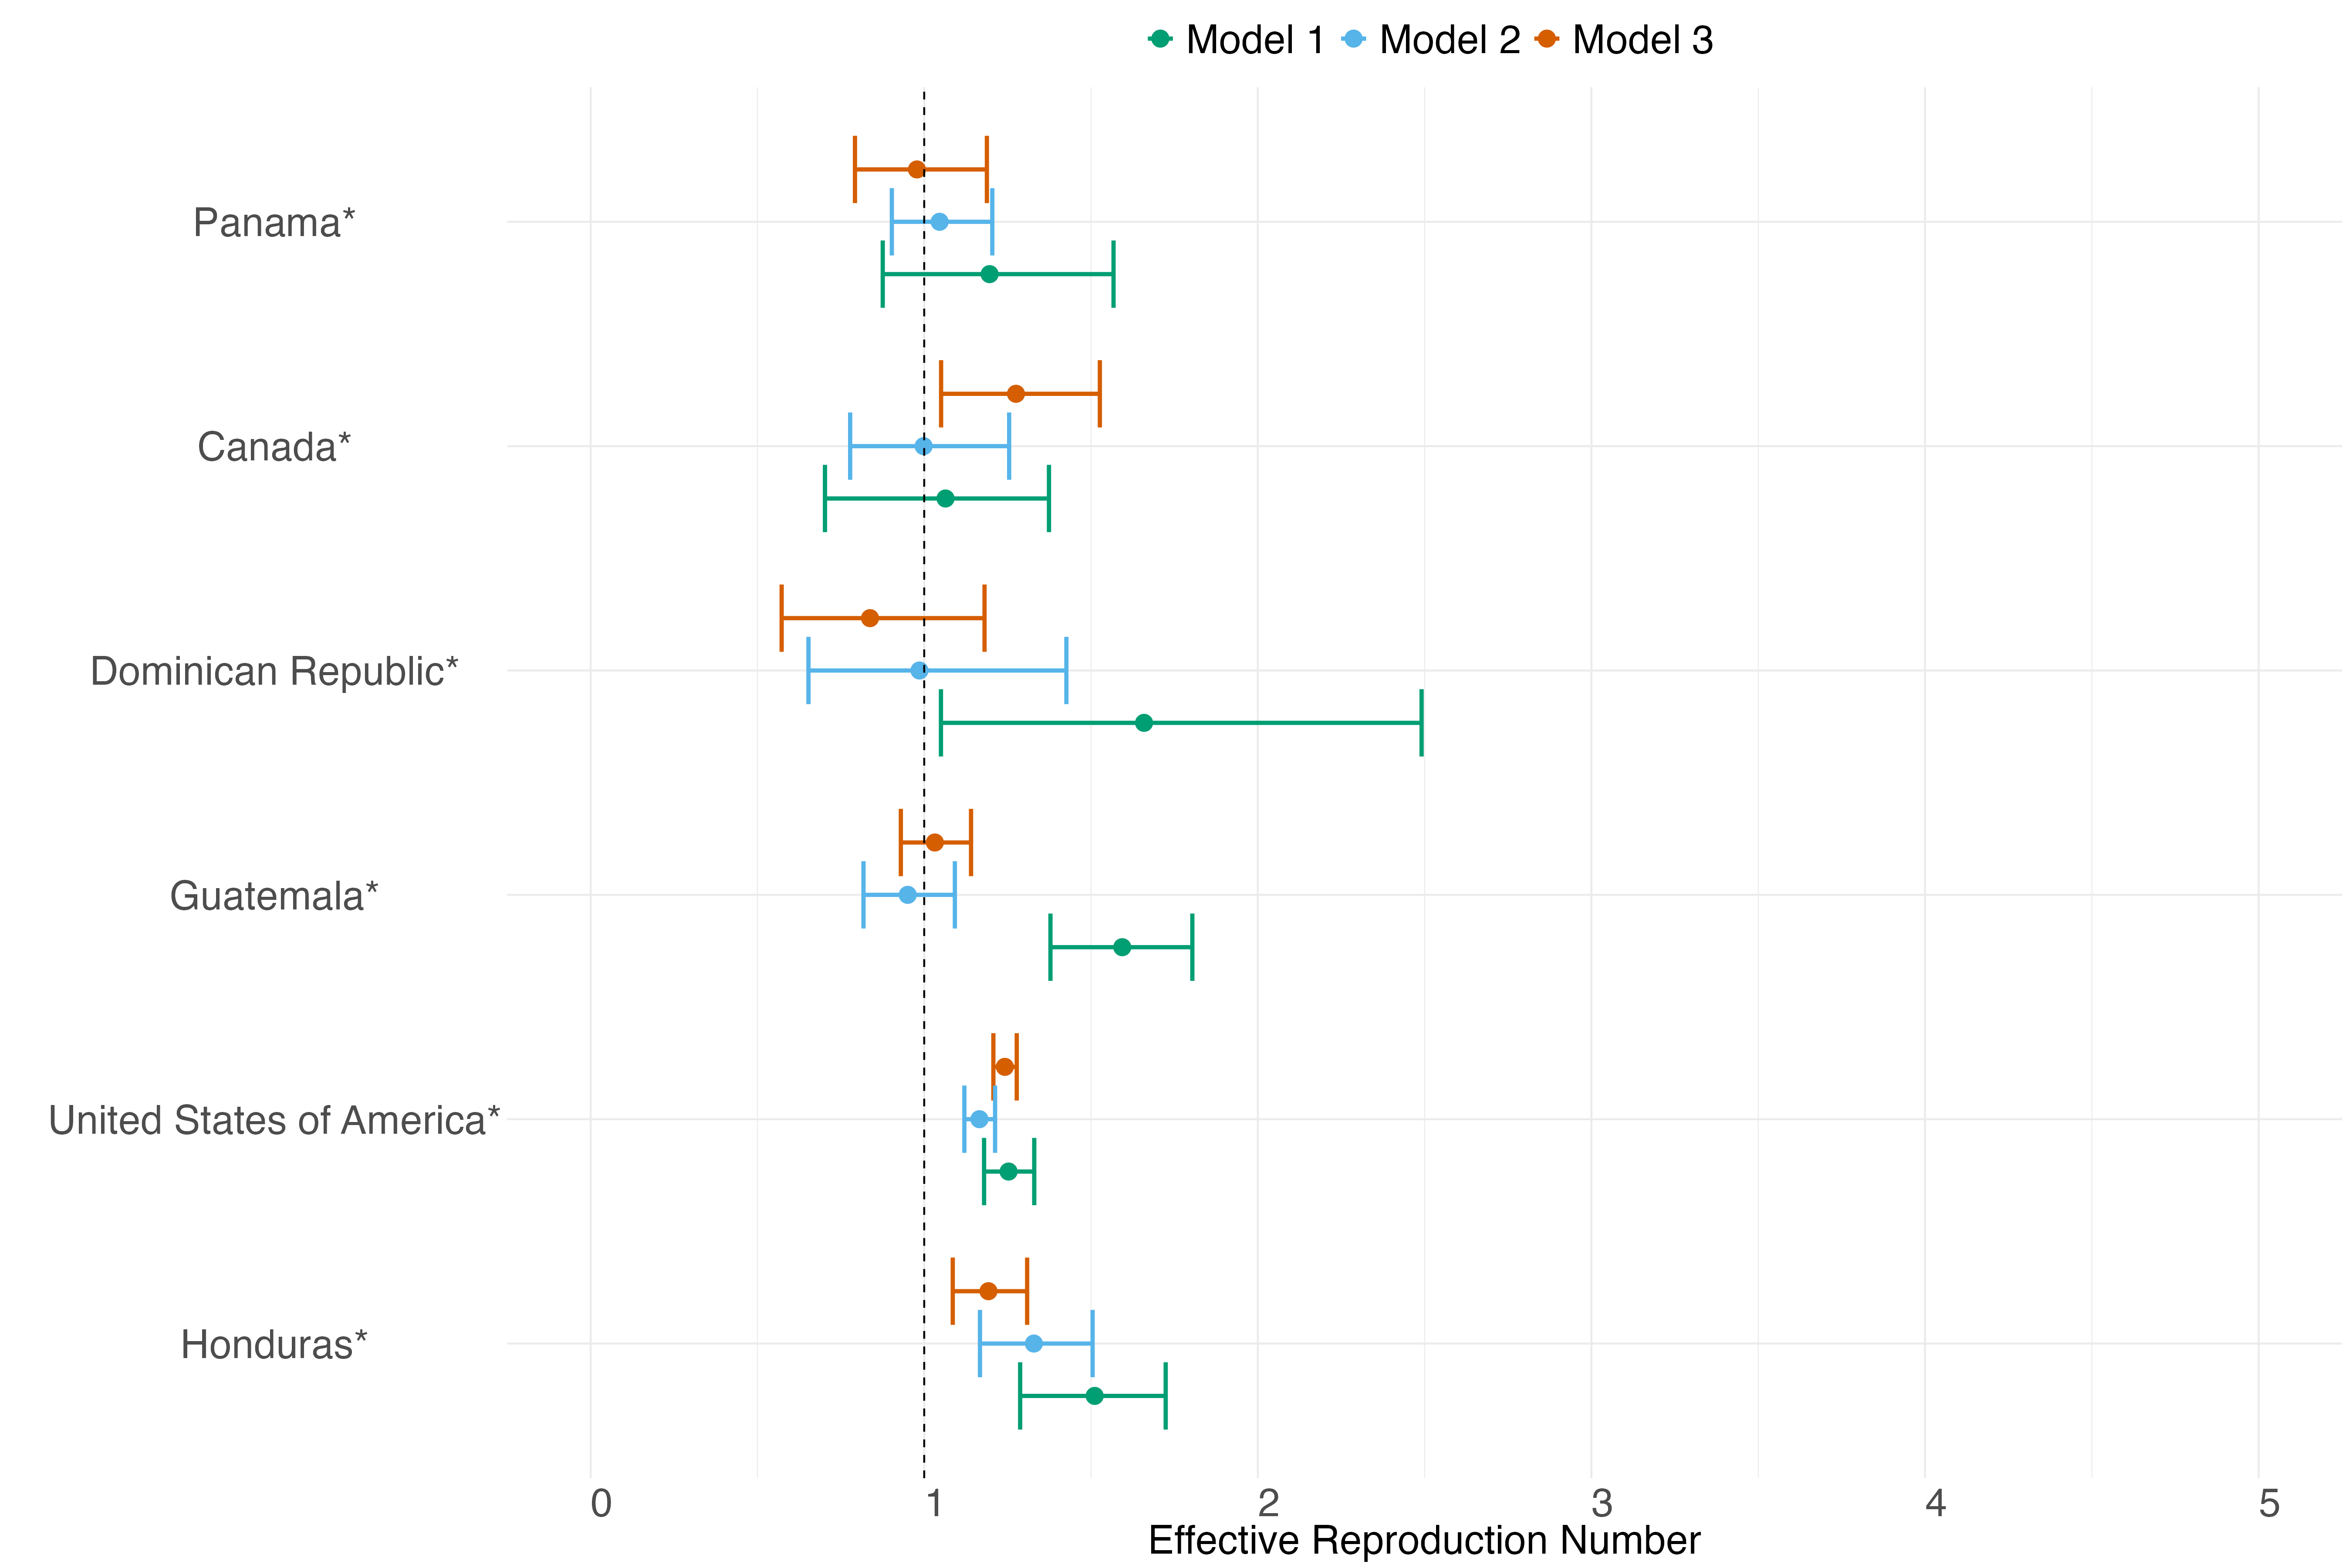 Model 1 Model 2 Model 3
Panama*
Canada*
Dominican Republic*
Guatemala*
United States of America*
Honduras*
0 1 2 3 4 5
Effective Reproduction Number